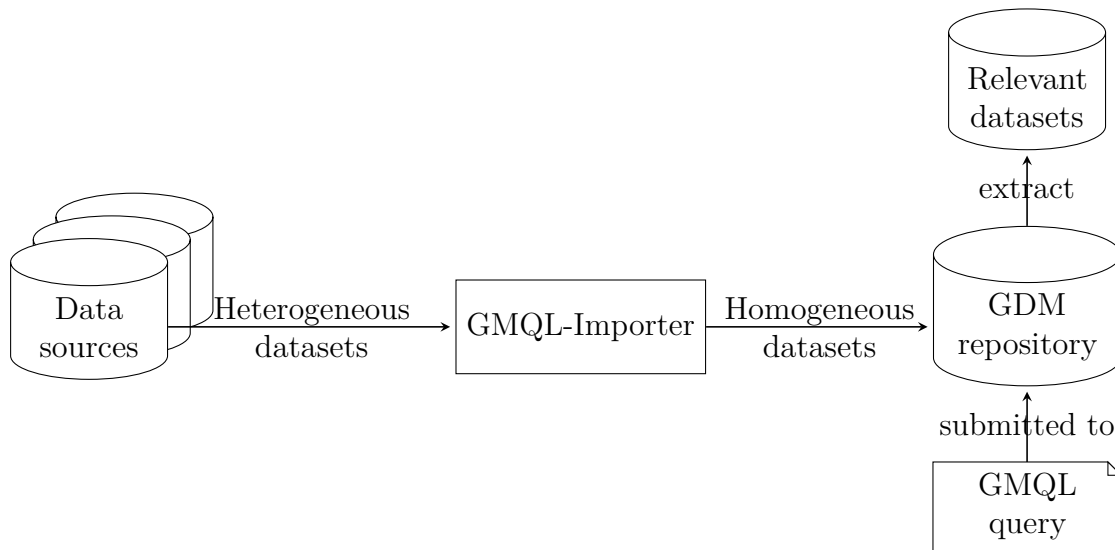 Relevant
datasets
extract
Data
sources
Heterogeneous
datasets
GMQL-Importer
Homogeneous
datasets
GDM
repository
submitted to
GMQL
query